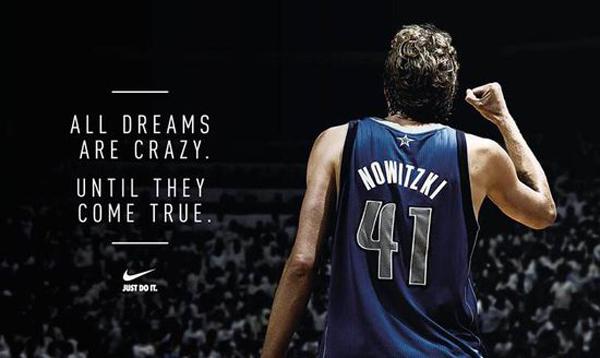 ALL DREAMS
ARE CRAZY.
UNTIL THEY
COME TRUE.
JUST DO IT.
NOWITZKI
41